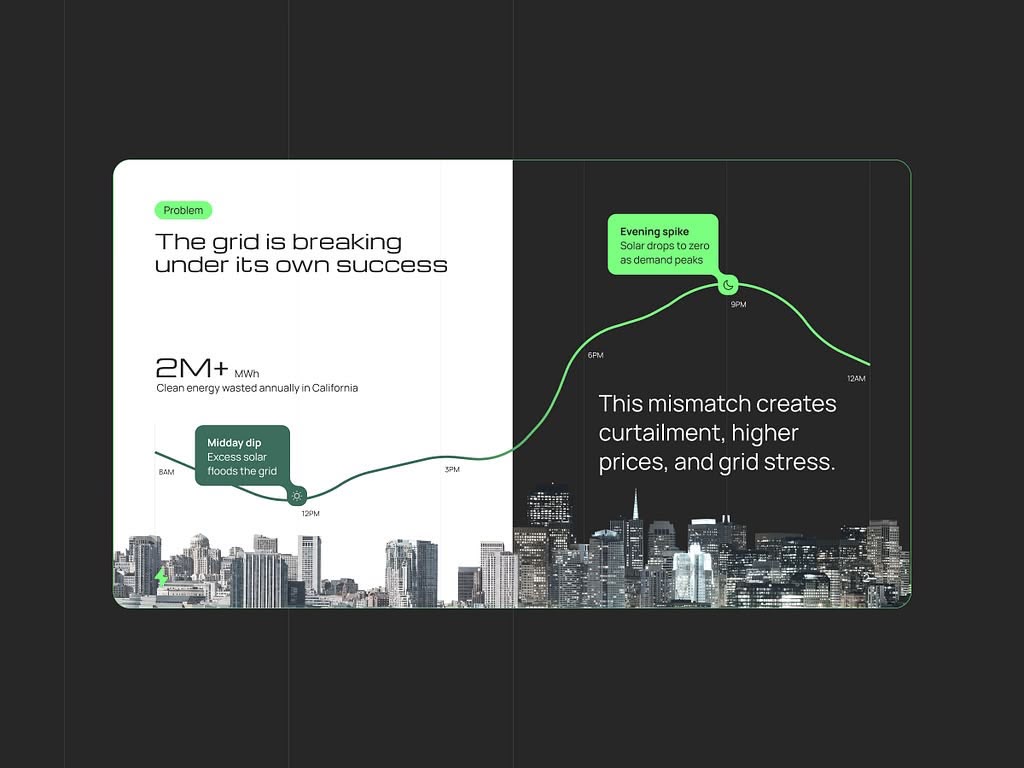 Problem
The grid is breaking
under its own success
2M+ MWh
Clean energy wasted annually in California
Midday dip
Excess solar
floods the grid
8AM
12PM
3PM
Evening spike
Solar drops to zero
as demand peaks
9PM
6PM
12AM
This mismatch creates
curtailment, higher
prices, and grid stress.